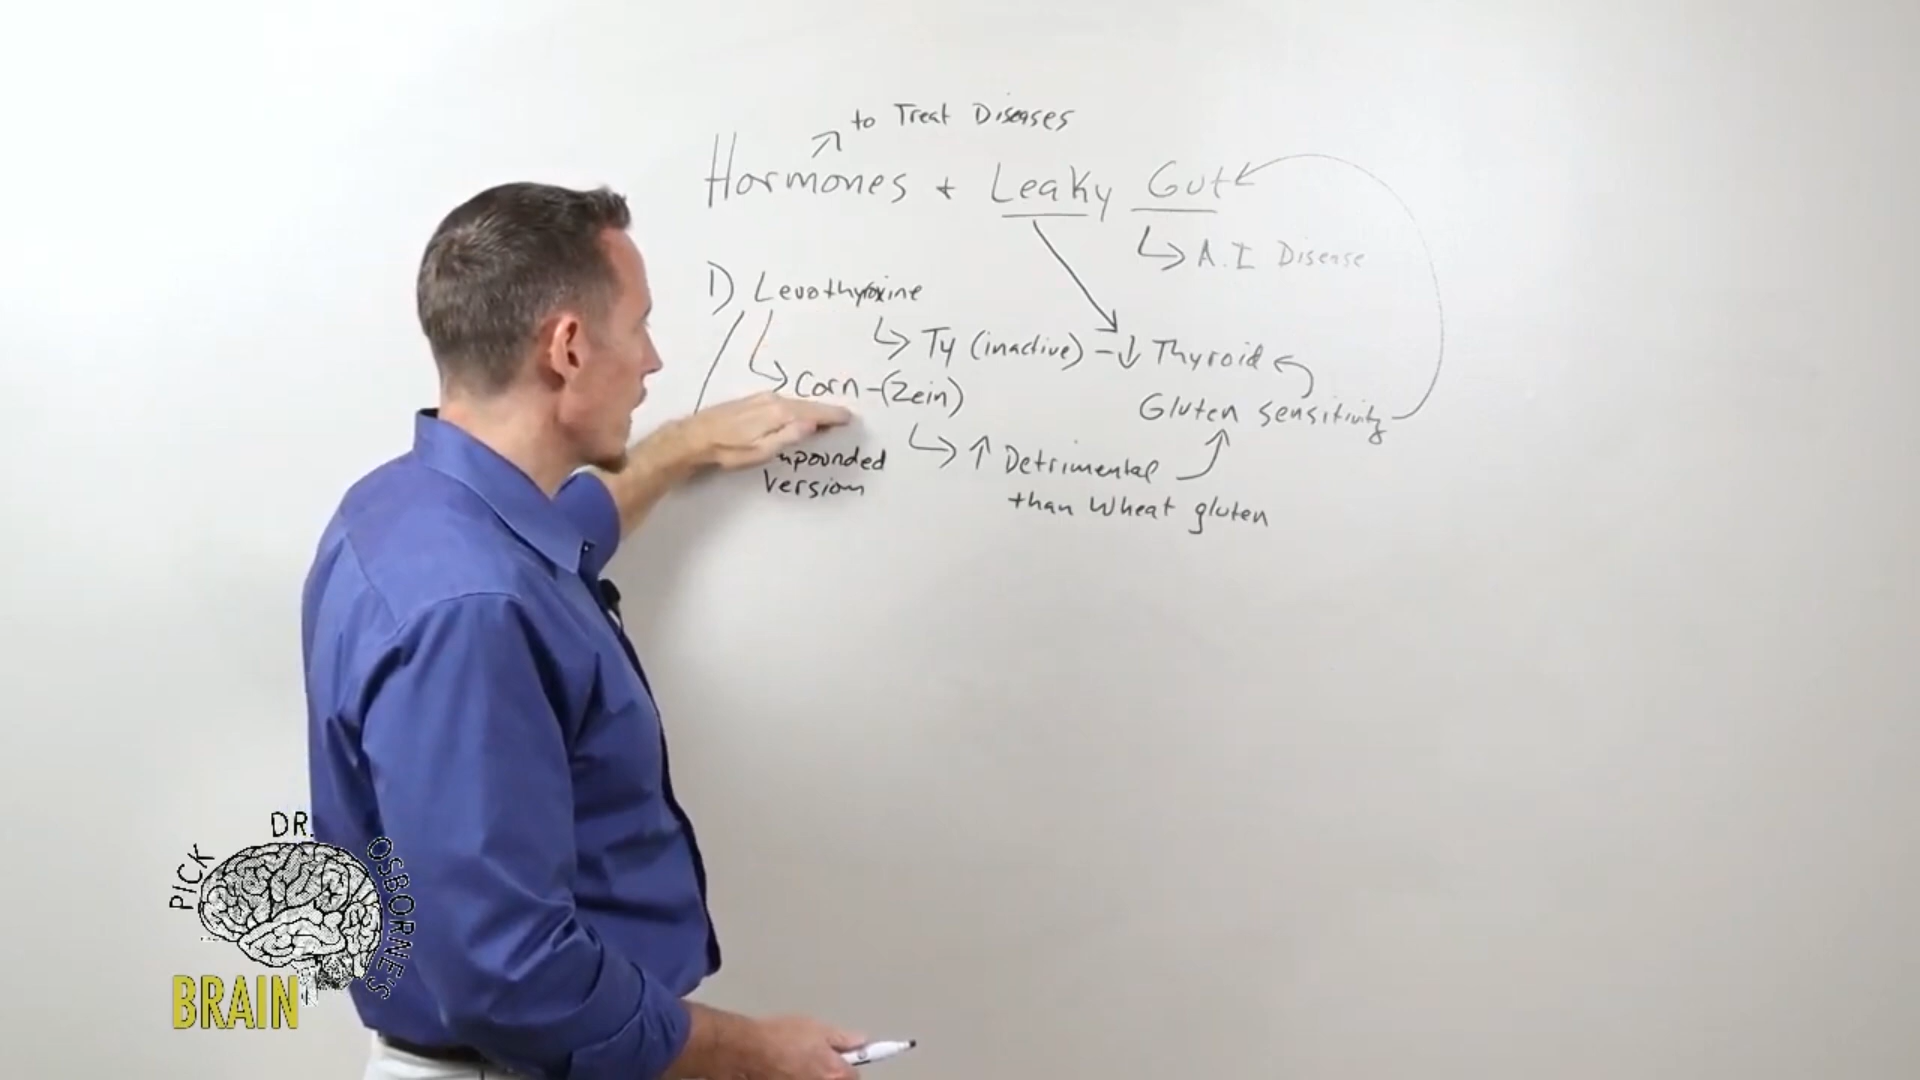 to Treat Diseases
Hormones + Leaky Gut
A.I Disease
1) Levothyroxine
T4 (inactive) - ↓ Thyroid
Corn - (Zein)
Gluten sensitivity
mpounded
Version
↑ Detrimental
than Wheat gluten
PICK DR. OSBORNE'S
BRAIN